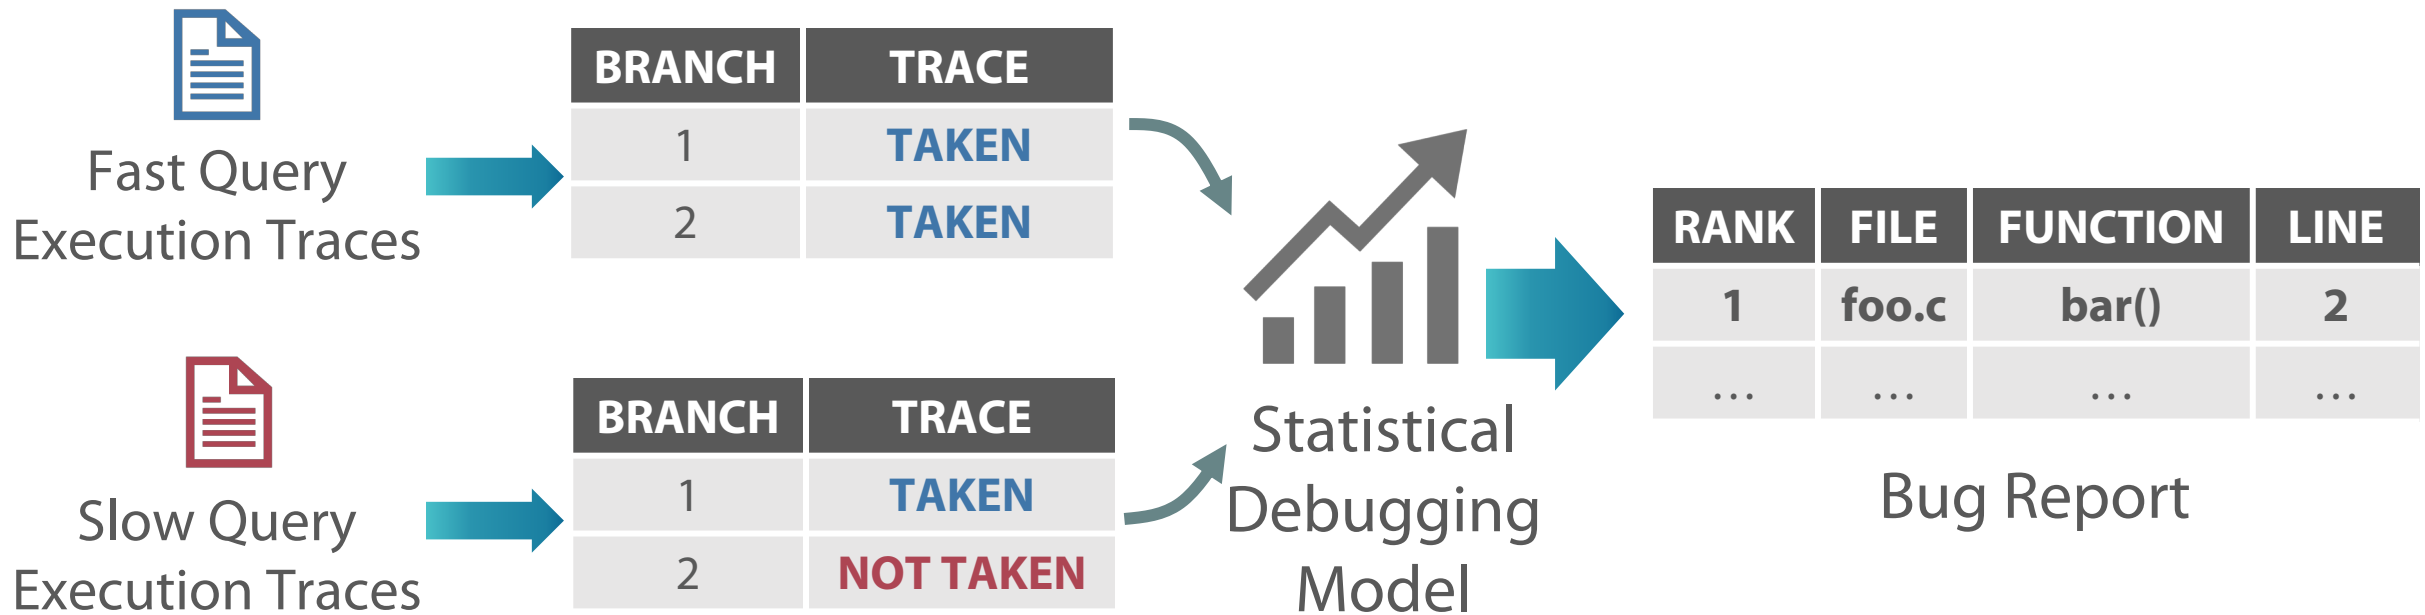 Fast Query
Execution Traces
BRANCH TRACE
1 TAKEN
2 TAKEN
Slow Query
Execution Traces
BRANCH TRACE
1 TAKEN
2 NOT TAKEN
Statistical
Debugging
Model
RANK FILE FUNCTION LINE
1 foo.c bar() 2
... ... ... ...
Bug Report